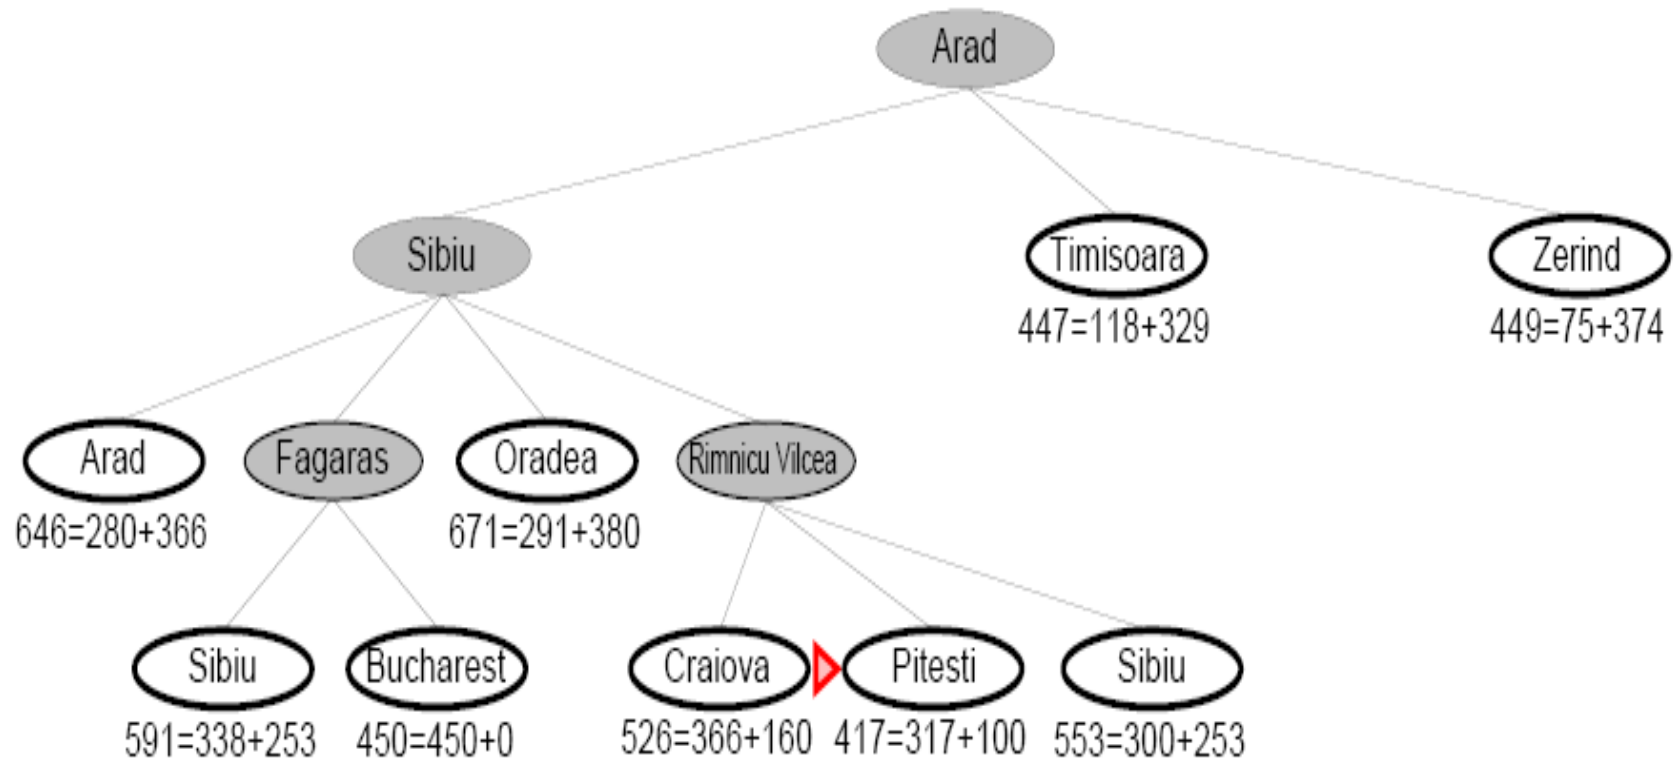 Arad
Sibiu
Timisoara
Zerind
447=118+329
449=75+374
Arad
Fagaras
Oradea
Rimnicu Vilcea
646=280+366
671=291+380
Sibiu
Bucharest
Craiova
Pitesti
Sibiu
591=338+253
450=450+0
526=366+160
417=317+100
553=300+253